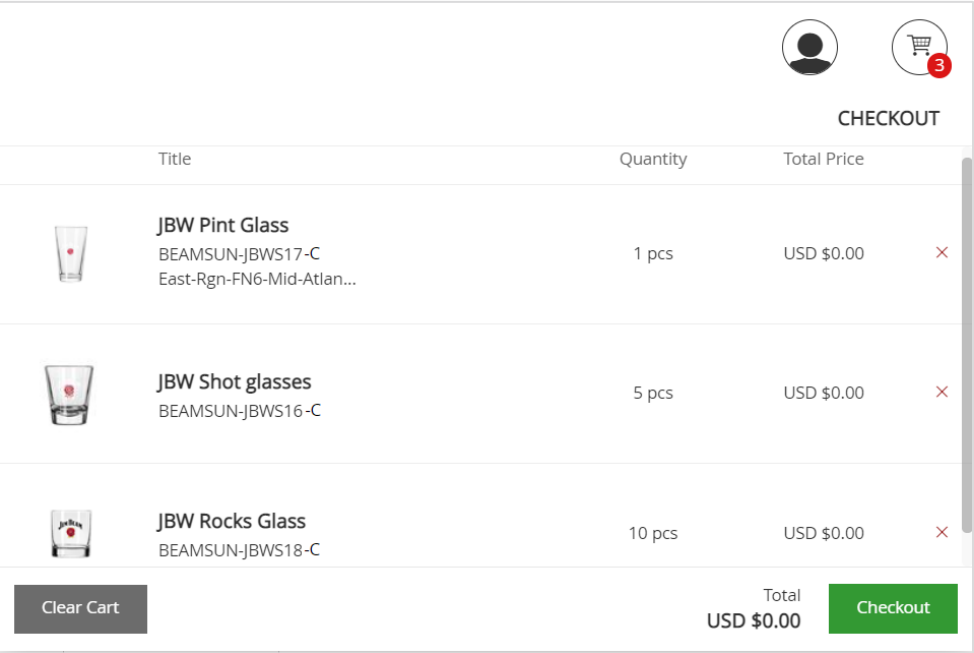 3
CHECKOUT
Title Quantity Total Price
JBW Pint Glass
BEAMSUN-JBWS17-C
East-Rgn-FN6-Mid-Atlan...
1 pcs USD $0.00 ×
JBW Shot glasses
BEAMSUN-JBWS16-C
5 pcs USD $0.00 ×
JIM BEAM
JBW Rocks Glass
BEAMSUN-JBWS18-C
10 pcs USD $0.00 ×
Clear Cart
Total
USD $0.00
Checkout